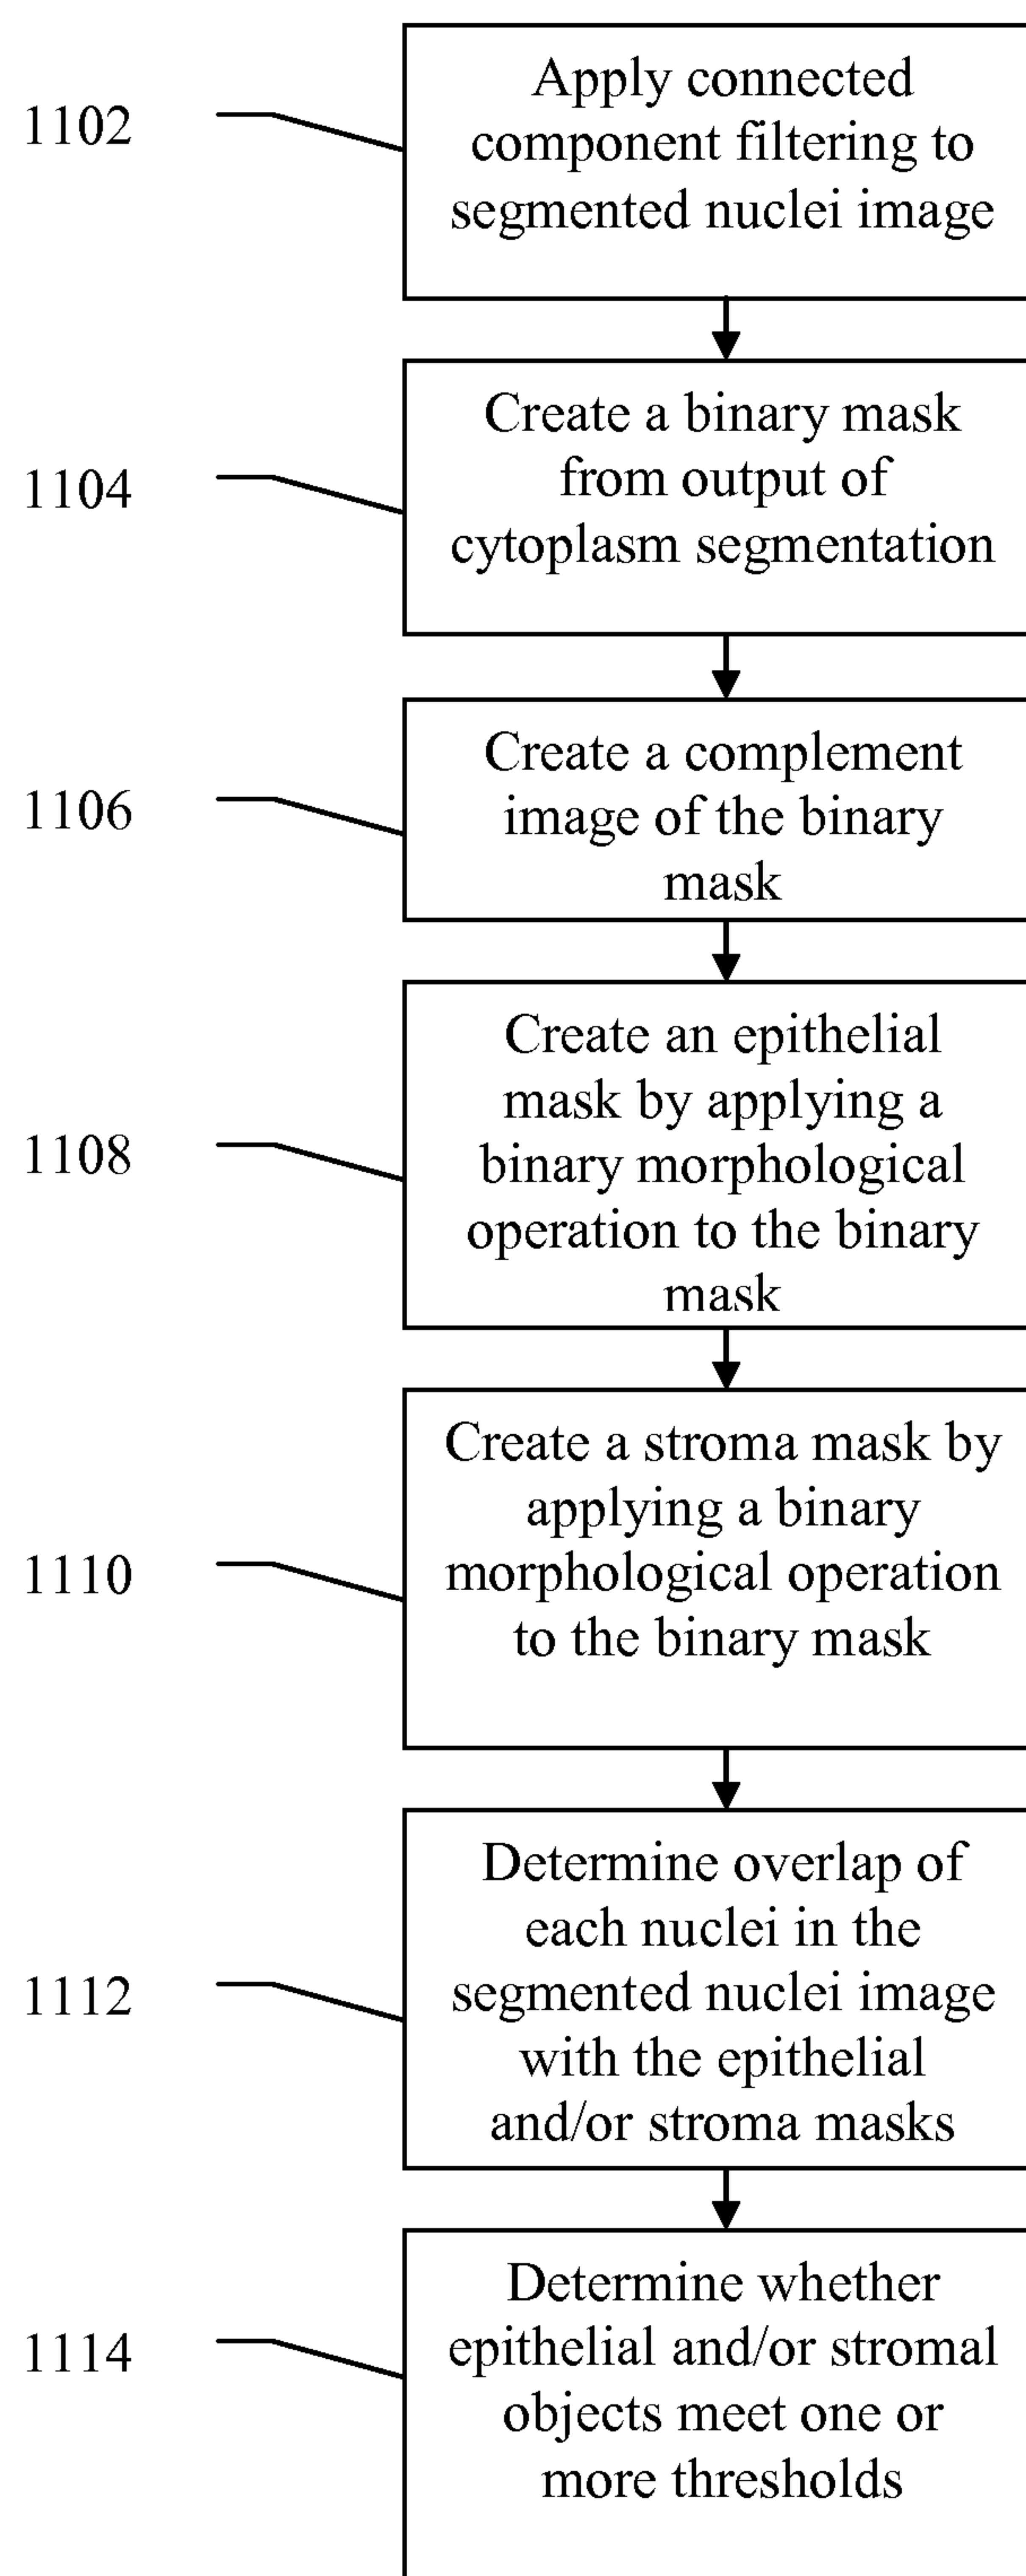 1102
Apply connected
component filtering to
segmented nuclei image
1104
Create a binary mask
from output of
cytoplasm segmentation
1106
Create a complement
image of the binary
mask
1108
Create an epithelial
mask by applying a
binary morphological
operation to the binary
mask
1110
Create a stroma mask by
applying a binary
morphological operation
to the binary mask
1112
Determine overlap of
each nuclei in the
segmented nuclei image
with the epithelial
and/or stroma masks
1114
Determine whether
epithelial and/or stromal
objects meet one or
more thresholds